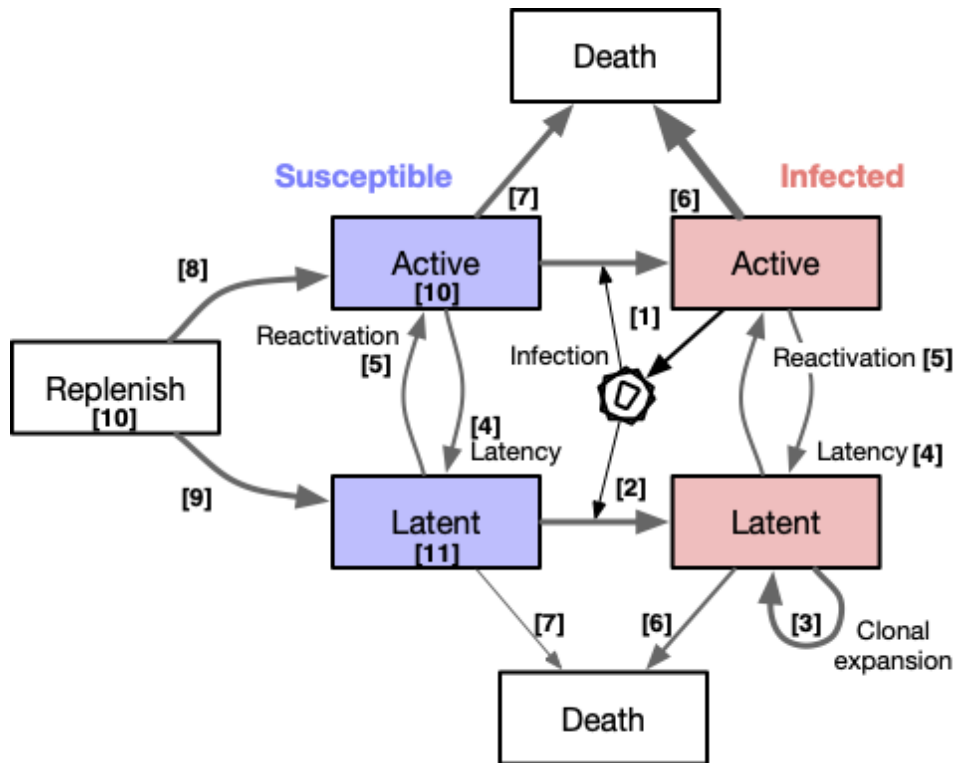 Death
Susceptible
Infected
[7]
[6]
Active
[10]
Active
[8]
[1]
Reactivation
[5]
Infection
Reactivation [5]
Replenish
[10]
[4]
Latency
Latency [4]
[9]
[2]
Latent
[11]
Latent
[7]
[6]
[3]
Clonal
expansion
Death